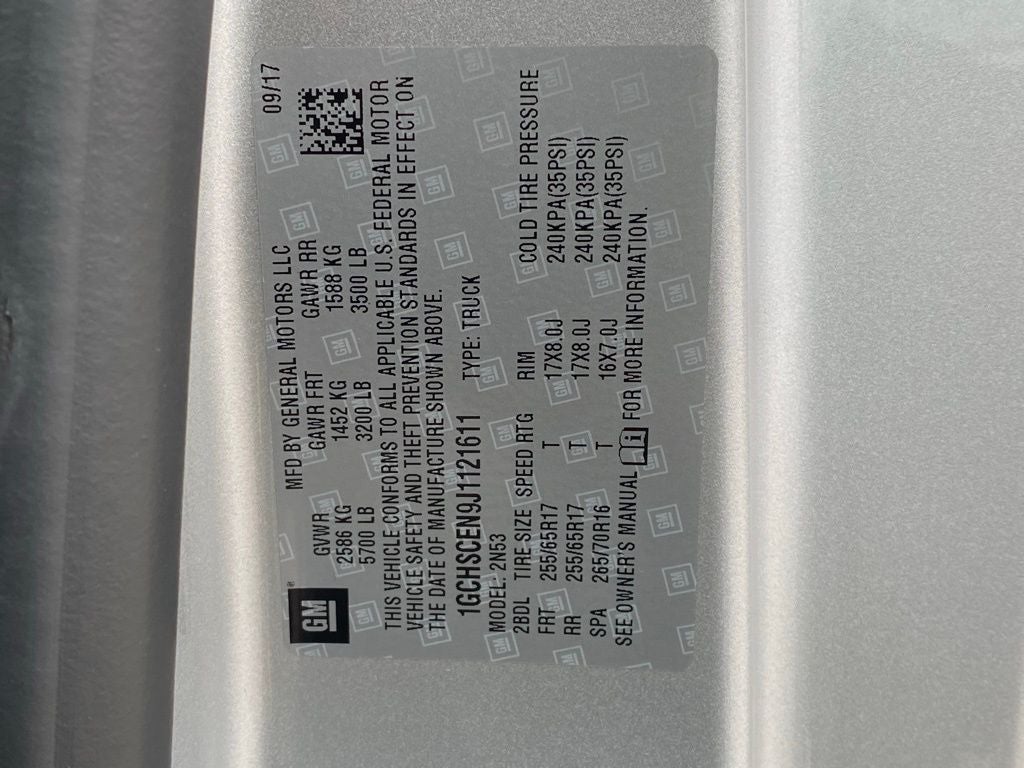 GM®
MFD BY GENERAL MOTORS LLC
09/17
GVWR GAWR FRT GAWR RR
2586 KG 1452 KG 1588 KG
5700 LB 3200 LB 3500 LB
THIS VEHICLE CONFORMS TO ALL APPLICABLE U.S. FEDERAL MOTOR
VEHICLE SAFETY AND THEFT PREVENTION STANDARDS IN EFFECT ON
THE DATE OF MANUFACTURE SHOWN ABOVE.
1GCHSCEN9J1121611 TYPE: TRUCK
MODEL: 2N53
2BDL TIRE SIZE SPEED RTG RIM COLD TIRE PRESSURE
FRT 255/65R17 T 17X8.0J 240KPA(35PSI)
RR 255/65R17 T 17X8.0J 240KPA(35PSI)
SPA 265/70R16 T 16X7.0J 240KPA(35PSI)
SEE OWNER'S MANUAL FOR MORE INFORMATION.